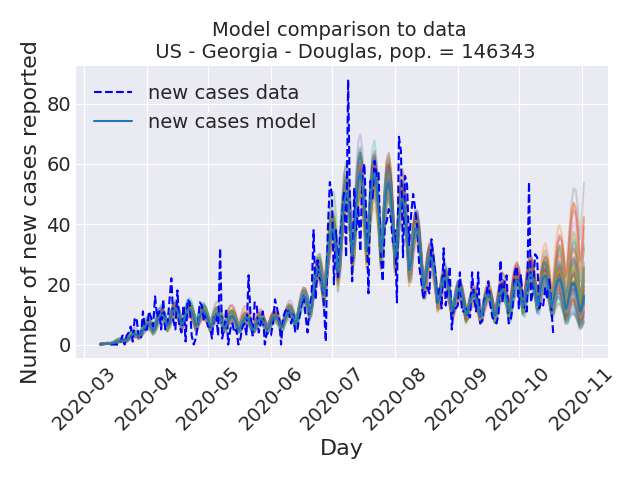 Model comparison to data
US - Georgia - Douglas, pop. = 146343
Number of new cases reported
80
60
40
20
0
new cases data
new cases model
2020-03
2020-04
2020-05
2020-06
2020-07
2020-08
2020-09
2020-10
2020-11
Day